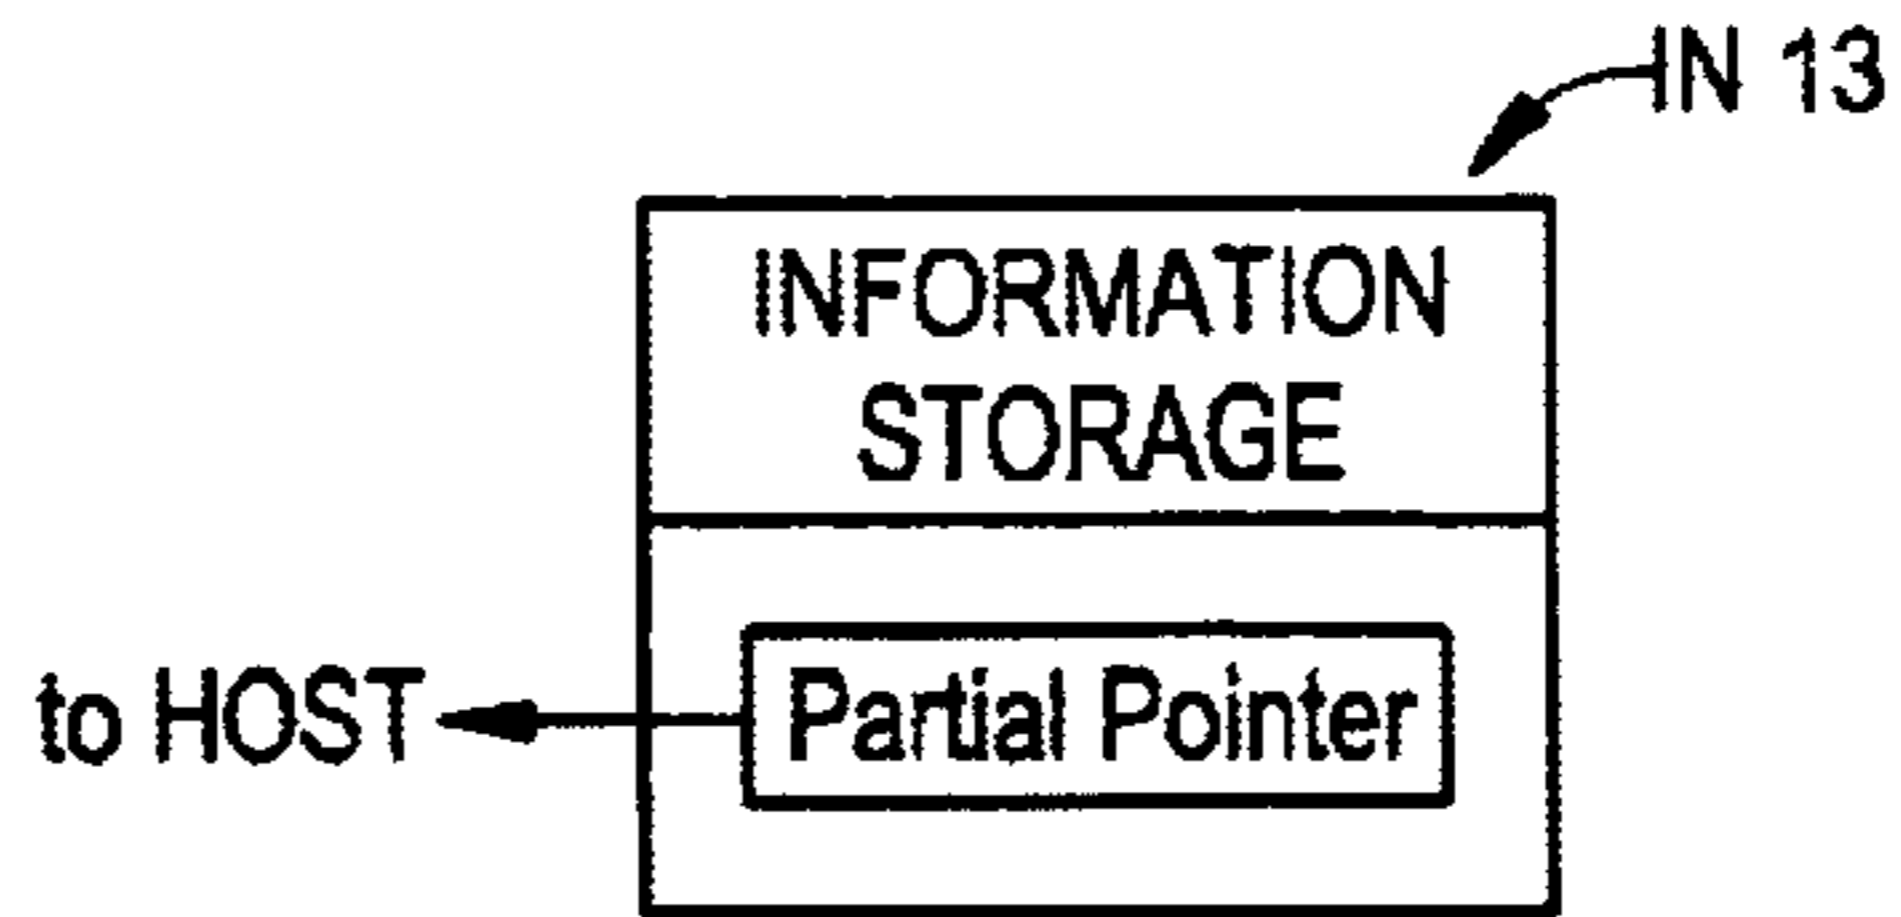 IN 13
INFORMATION
STORAGE
to HOST
Partial Pointer